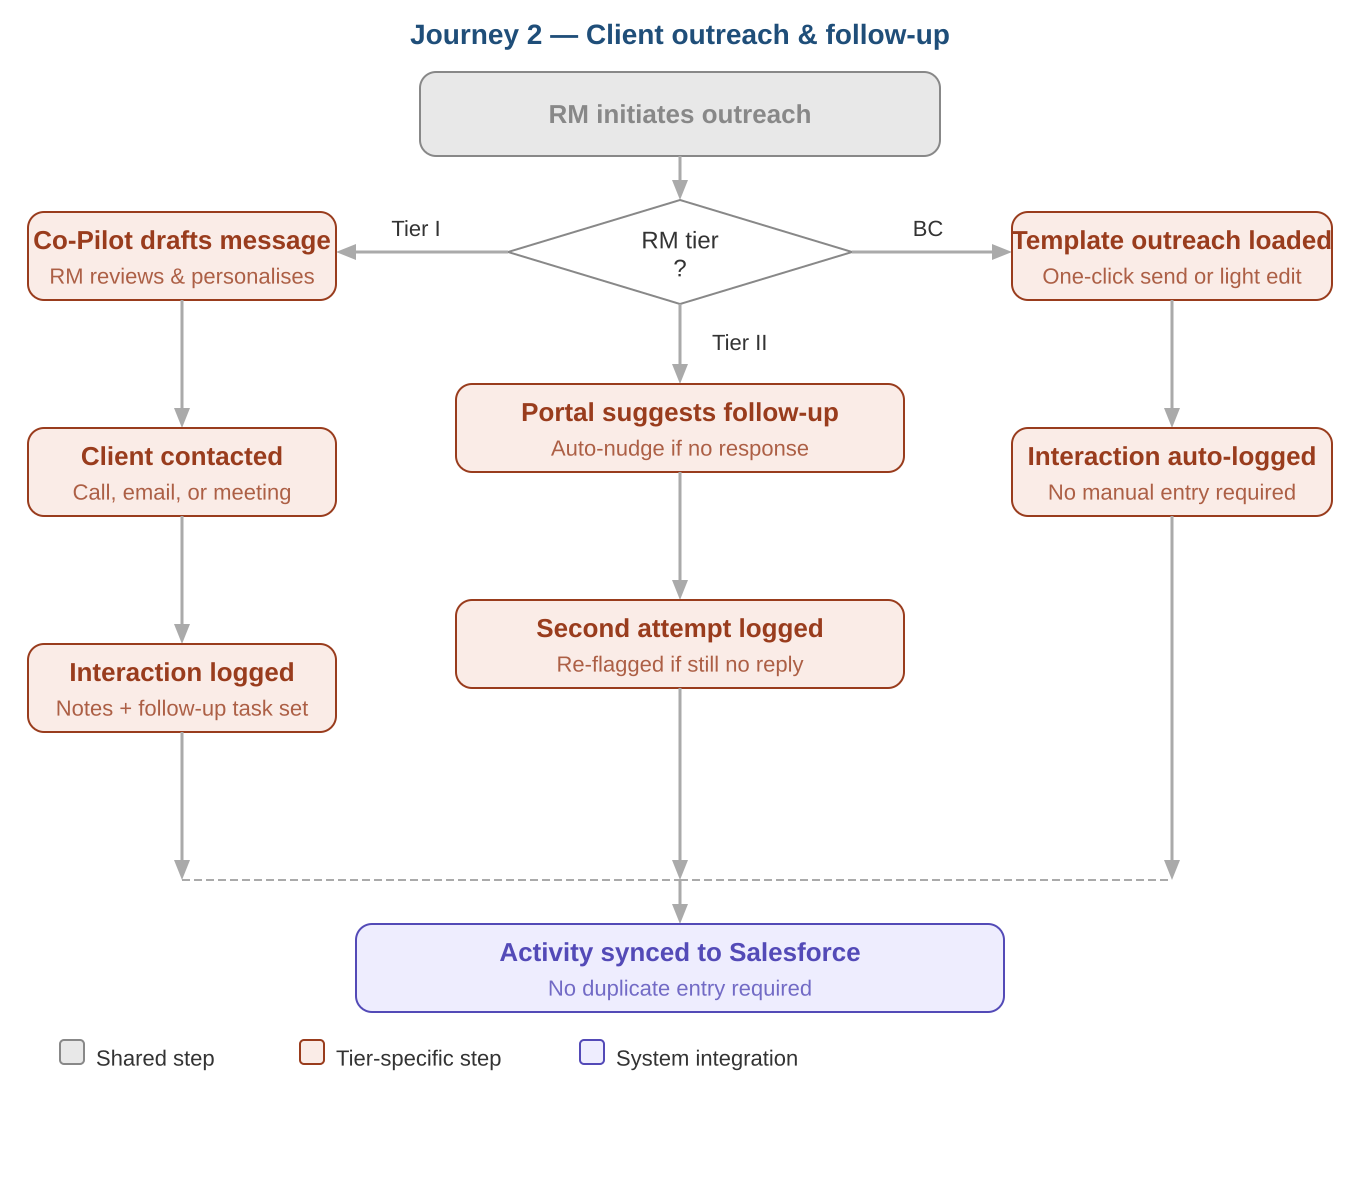 Journey 2 — Client outreach & follow-up
RM initiates outreach
Tier I
RM tier
?
BC
Tier II
Co-Pilot drafts message
RM reviews & personalises
Client contacted
Call, email, or meeting
Interaction logged
Notes + follow-up task set
Portal suggests follow-up
Auto-nudge if no response
Second attempt logged
Re-flagged if still no reply
Template outreach loaded
One-click send or light edit
Interaction auto-logged
No manual entry required
Activity synced to Salesforce
No duplicate entry required
Shared step
Tier-specific step
System integration